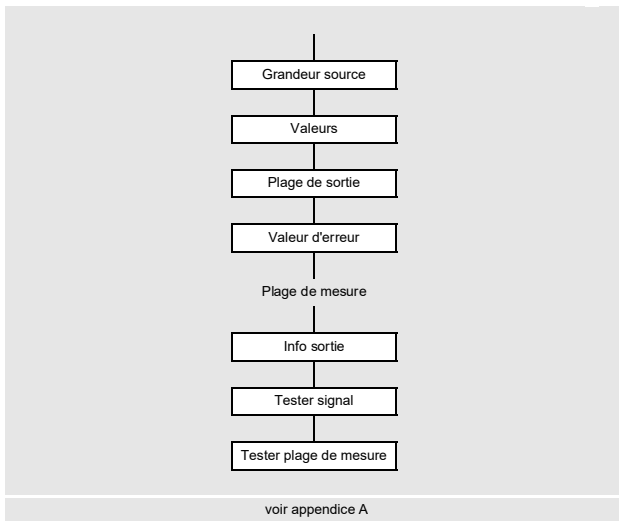 Grandeur source
Valeurs
Plage de sortie
Valeur d'erreur
Plage de mesure
Info sortie
Tester signal
Tester plage de mesure
voir appendice A